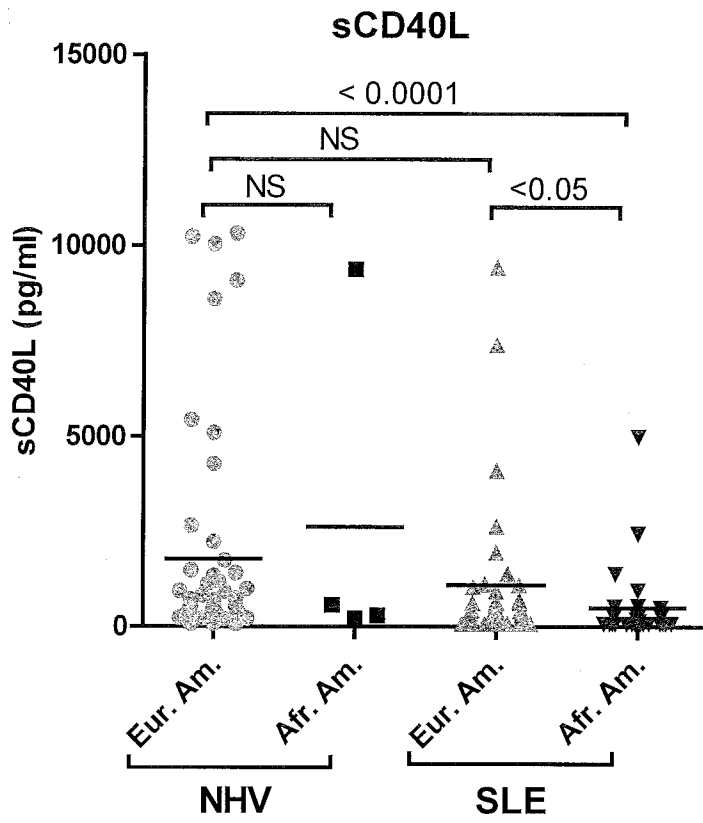 sCD40L
15000
< 0.0001
NS
NS
<0.05
10000
sCD40L (pg/ml)
5000
0
Eur. Am.
Afr. Am.
Eur. Am.
Afr. Am.
NHV
SLE